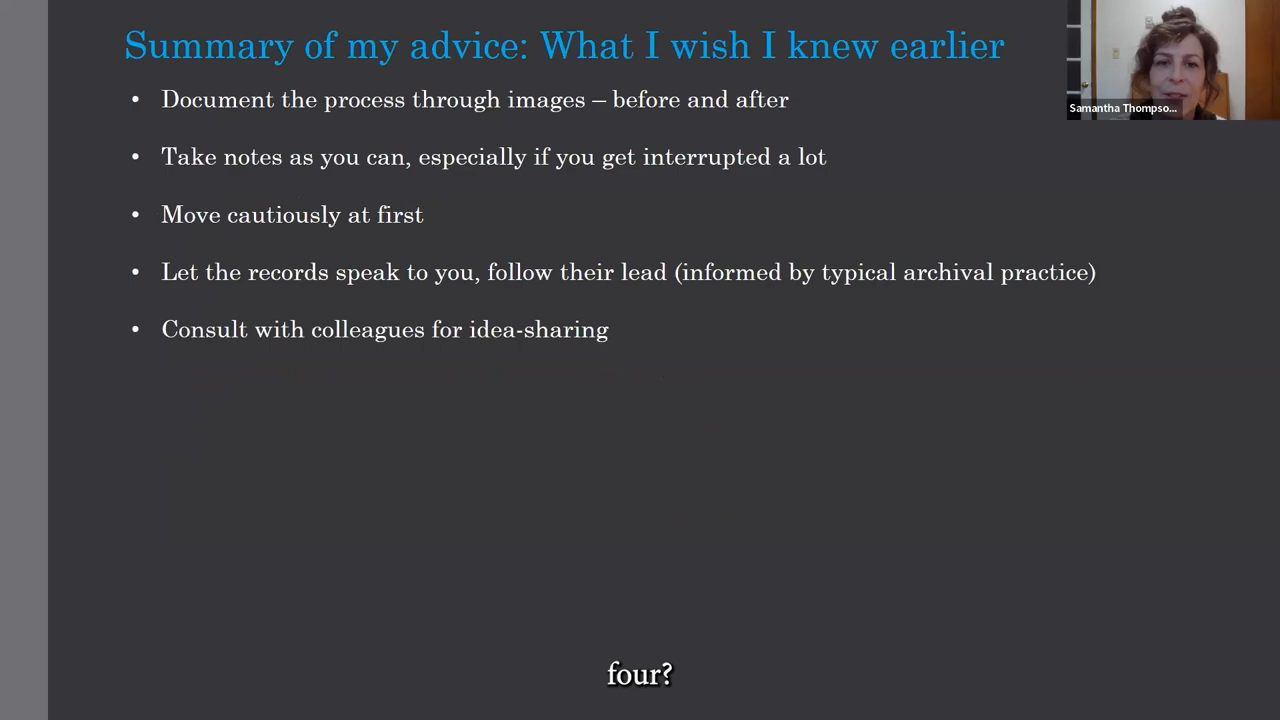 Summary of my advice: What I wish I knew earlier
Samantha Thompso...
• Document the process through images – before and after
• Take notes as you can, especially if you get interrupted a lot
• Move cautiously at first
• Let the records speak to you, follow their lead (informed by typical archival practice)
• Consult with colleagues for idea-sharing
four?